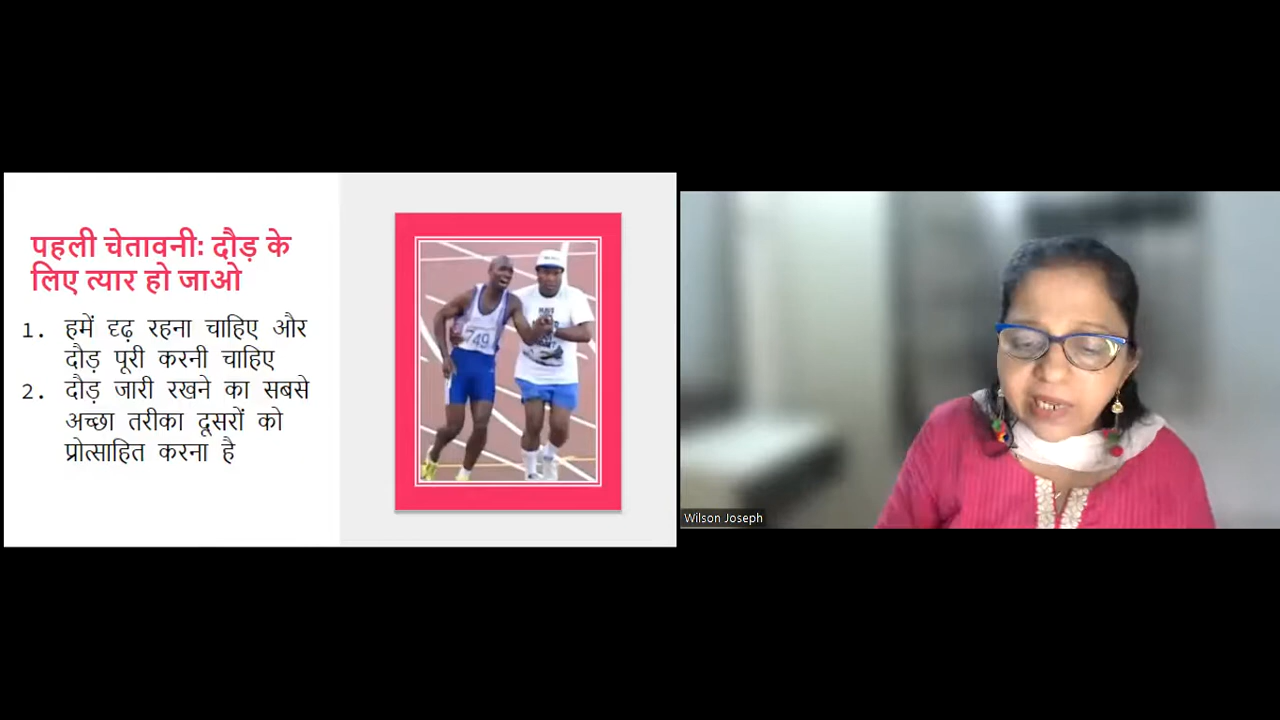 पहली चेतावनी: दौड़ के
लिए त्यार हो जाओ
1. हमें दृढ़ रहना चाहिए और
दौड़ पूरी करनी चाहिए
2. दौड़ जारी रखने का सबसे
अच्छा तरीका दूसरों को
प्रोत्साहित करना है
749
Wilson Joseph